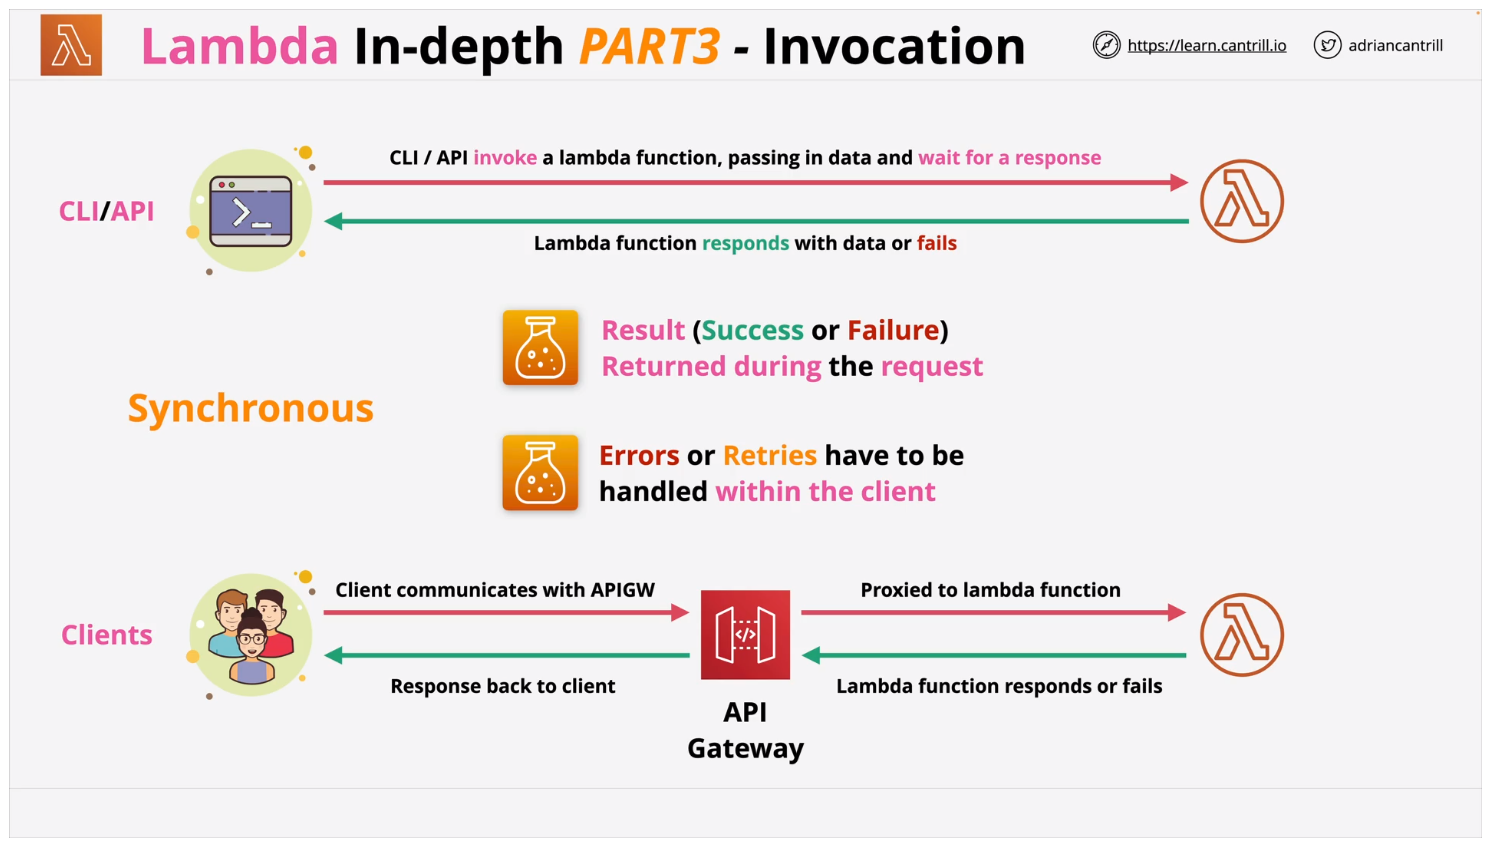 Lambda In-depth PART3 - Invocation
https://learn.cantrill.io
adriancantrill
CLI / API invoke a lambda function, passing in data and wait for a response
CLI/API
Lambda function responds with data or fails
Result (Success or Failure)
Returned during the request
Synchronous
Errors or Retries have to be
handled within the client
Client communicates with APIGW
Proxied to lambda function
Clients
Response back to client
Lambda function responds or fails
API
Gateway